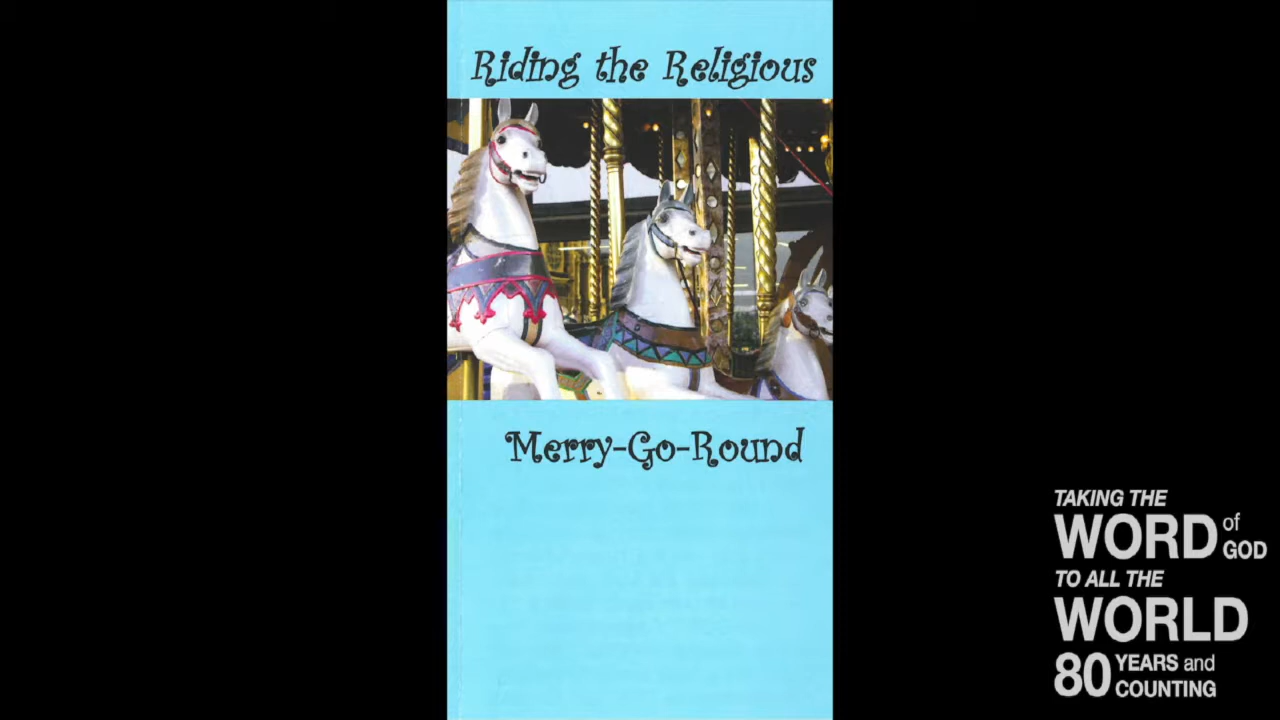 Riding the Religious
Merry-Go-Round
TAKING THE
WORD of GOD
TO ALL THE
WORLD
80 YEARS and COUNTING